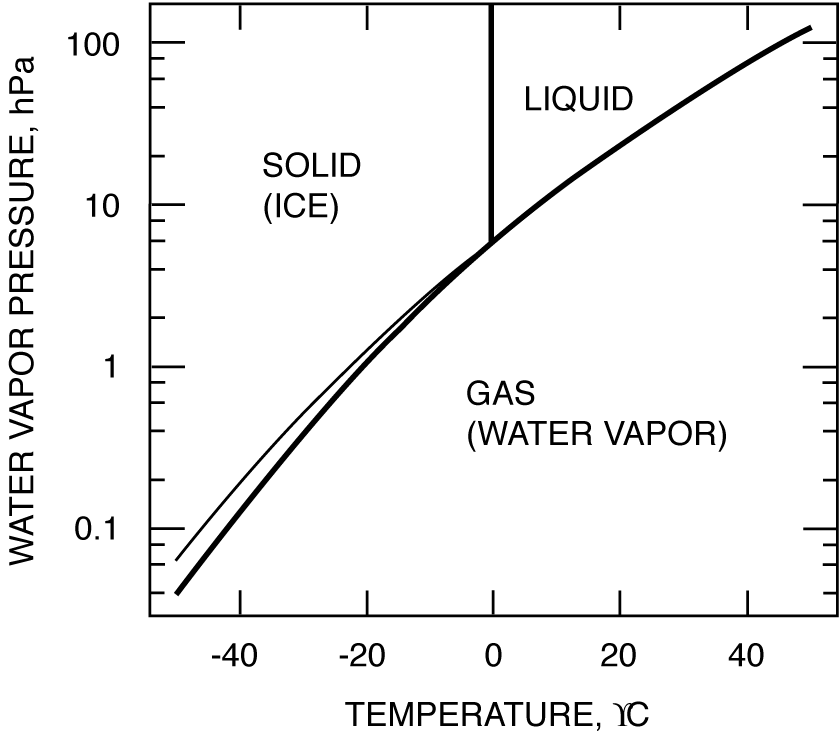 WATER VAPOR PRESSURE, hPa
100
10
1
0.1
SOLID
(ICE)
LIQUID
GAS
(WATER VAPOR)
-40 -20 0 20 40
TEMPERATURE, ϒC